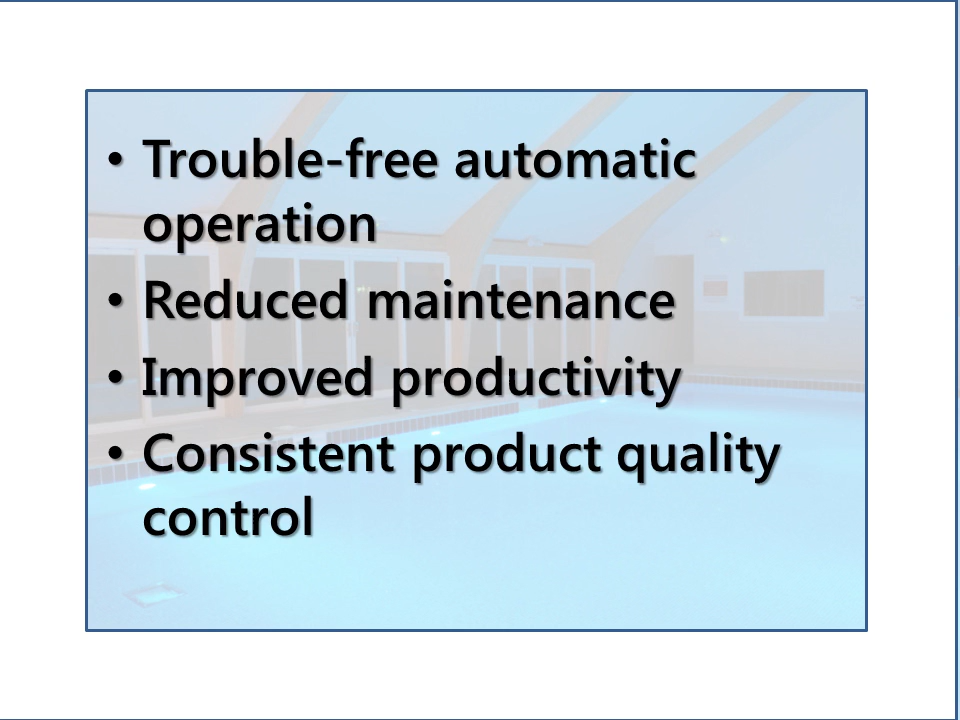 • Trouble-free automatic
operation
• Reduced maintenance
• Improved productivity
• Consistent product quality
control